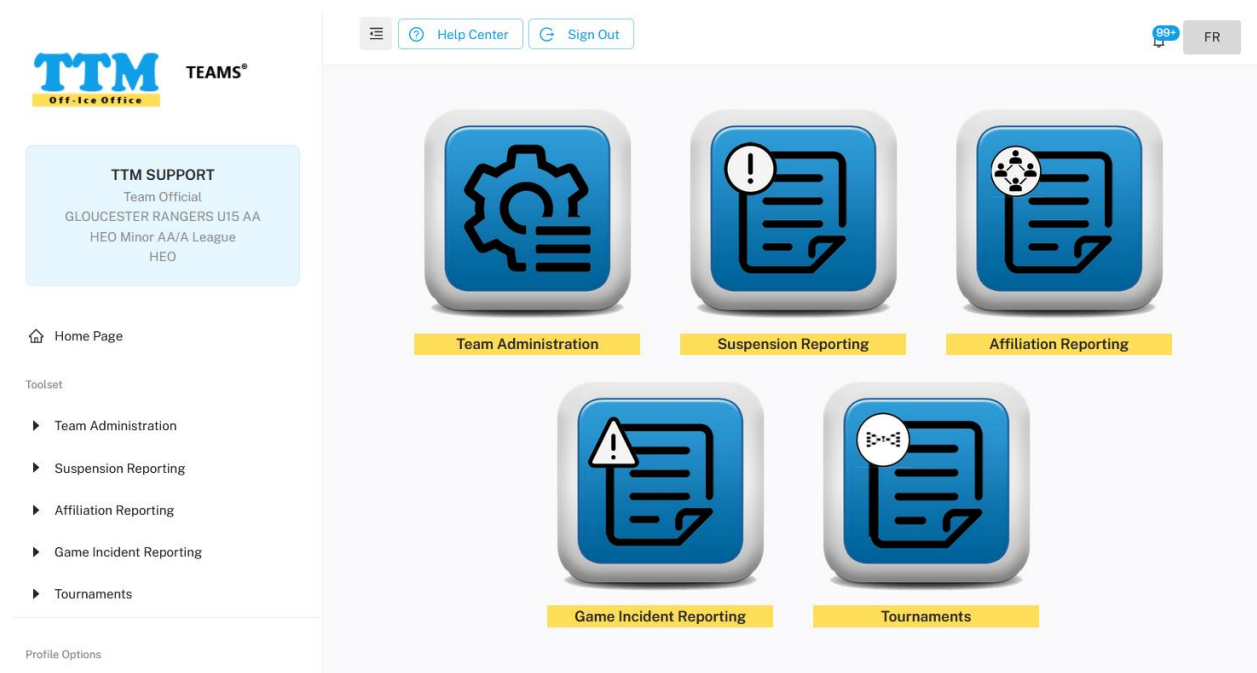 Help Center
Sign Out
99+
FR
TTM
Off-Ice Office
TEAMS®
TTM SUPPORT
Team Official
GLOUCESTER RANGERS U15 AA
HEO Minor AA/A League
HEO
Home Page
Toolset
Team Administration
Suspension Reporting
Affiliation Reporting
Game Incident Reporting
Tournaments
Profile Options
Team Administration
Suspension Reporting
Affiliation Reporting
Game Incident Reporting
Tournaments